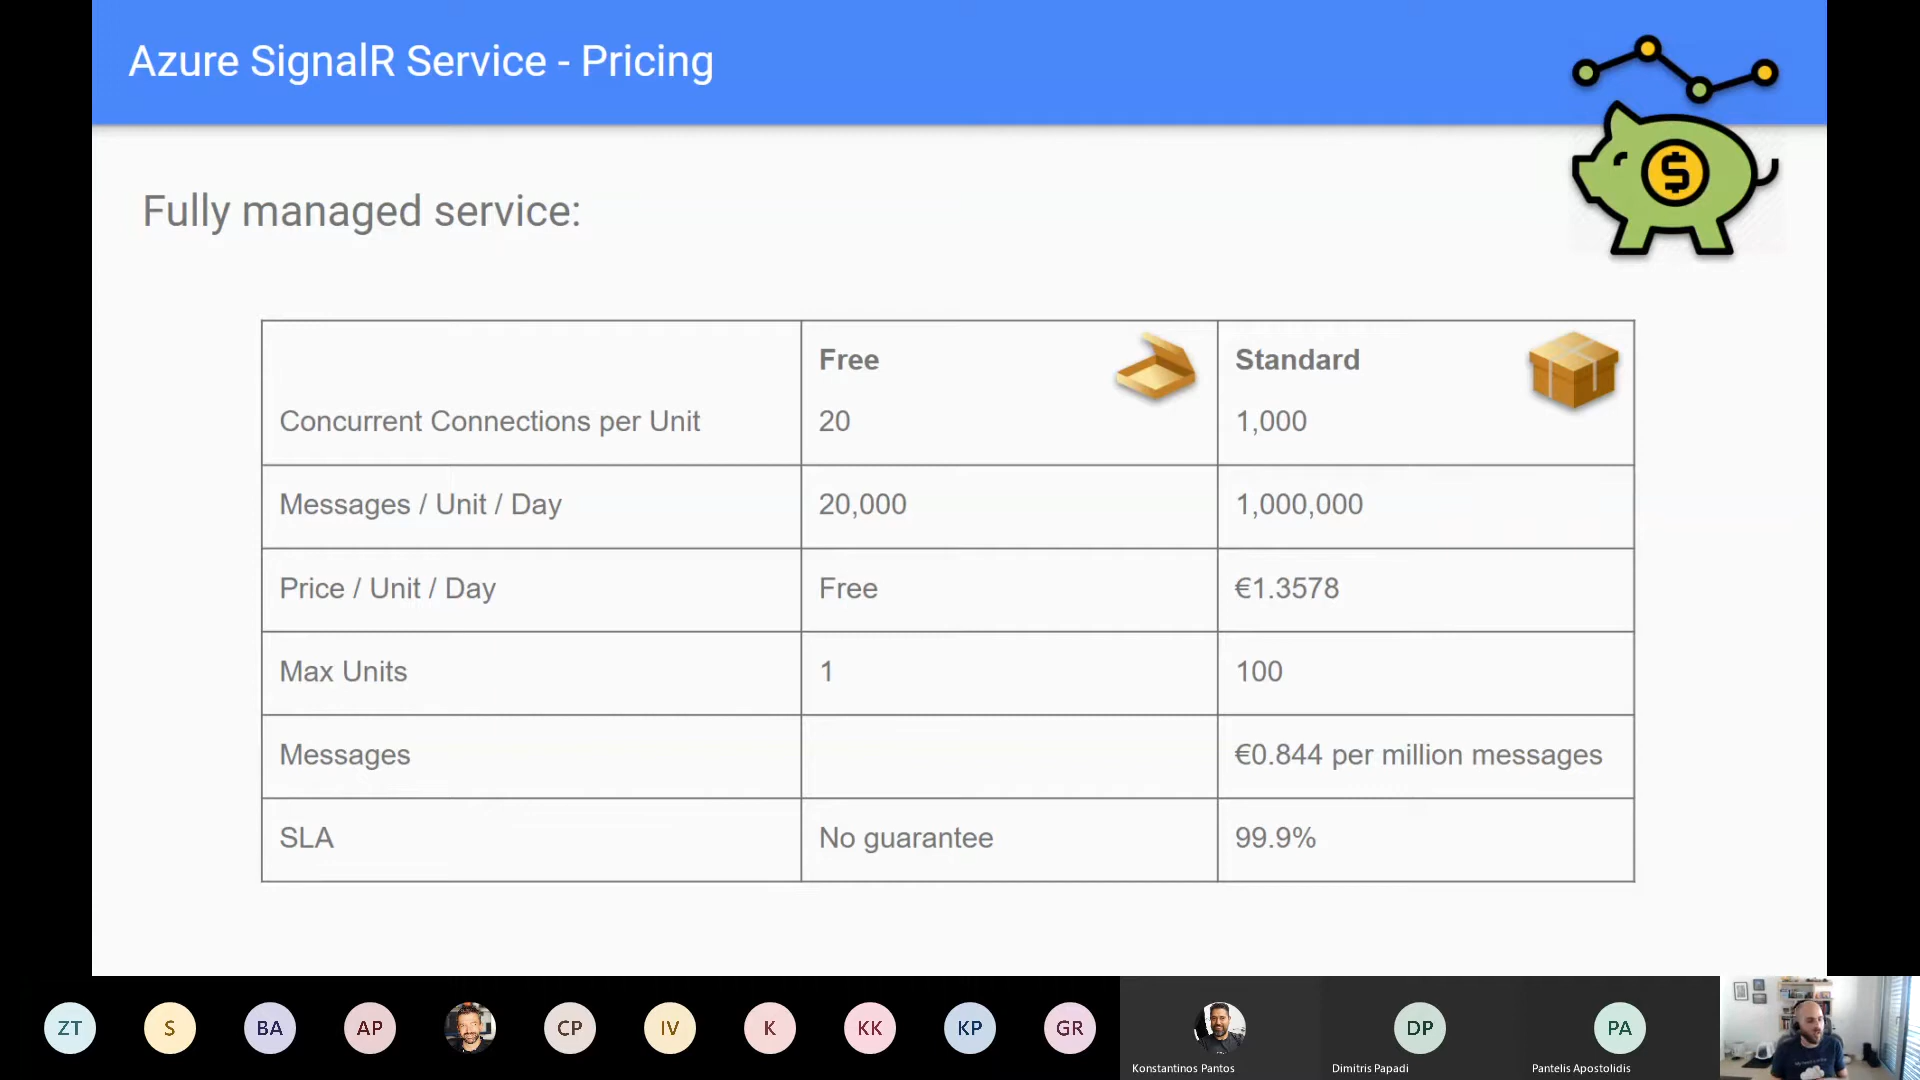 Azure SignalR Service - Pricing
$
Fully managed service:
Free
Standard
Concurrent Connections per Unit
20
1,000
Messages / Unit / Day
20,000
1,000,000
Price / Unit / Day
Free
€1.3578
Max Units
1
100
Messages
€0.844 per million messages
SLA
No guarantee
99.9%
ZT
S
BA
AP
CP
IV
K
KK
KP
GR
DP
PA
Konstantinos Pantos
Dimitris Papadi
Pantelis Apostolidis